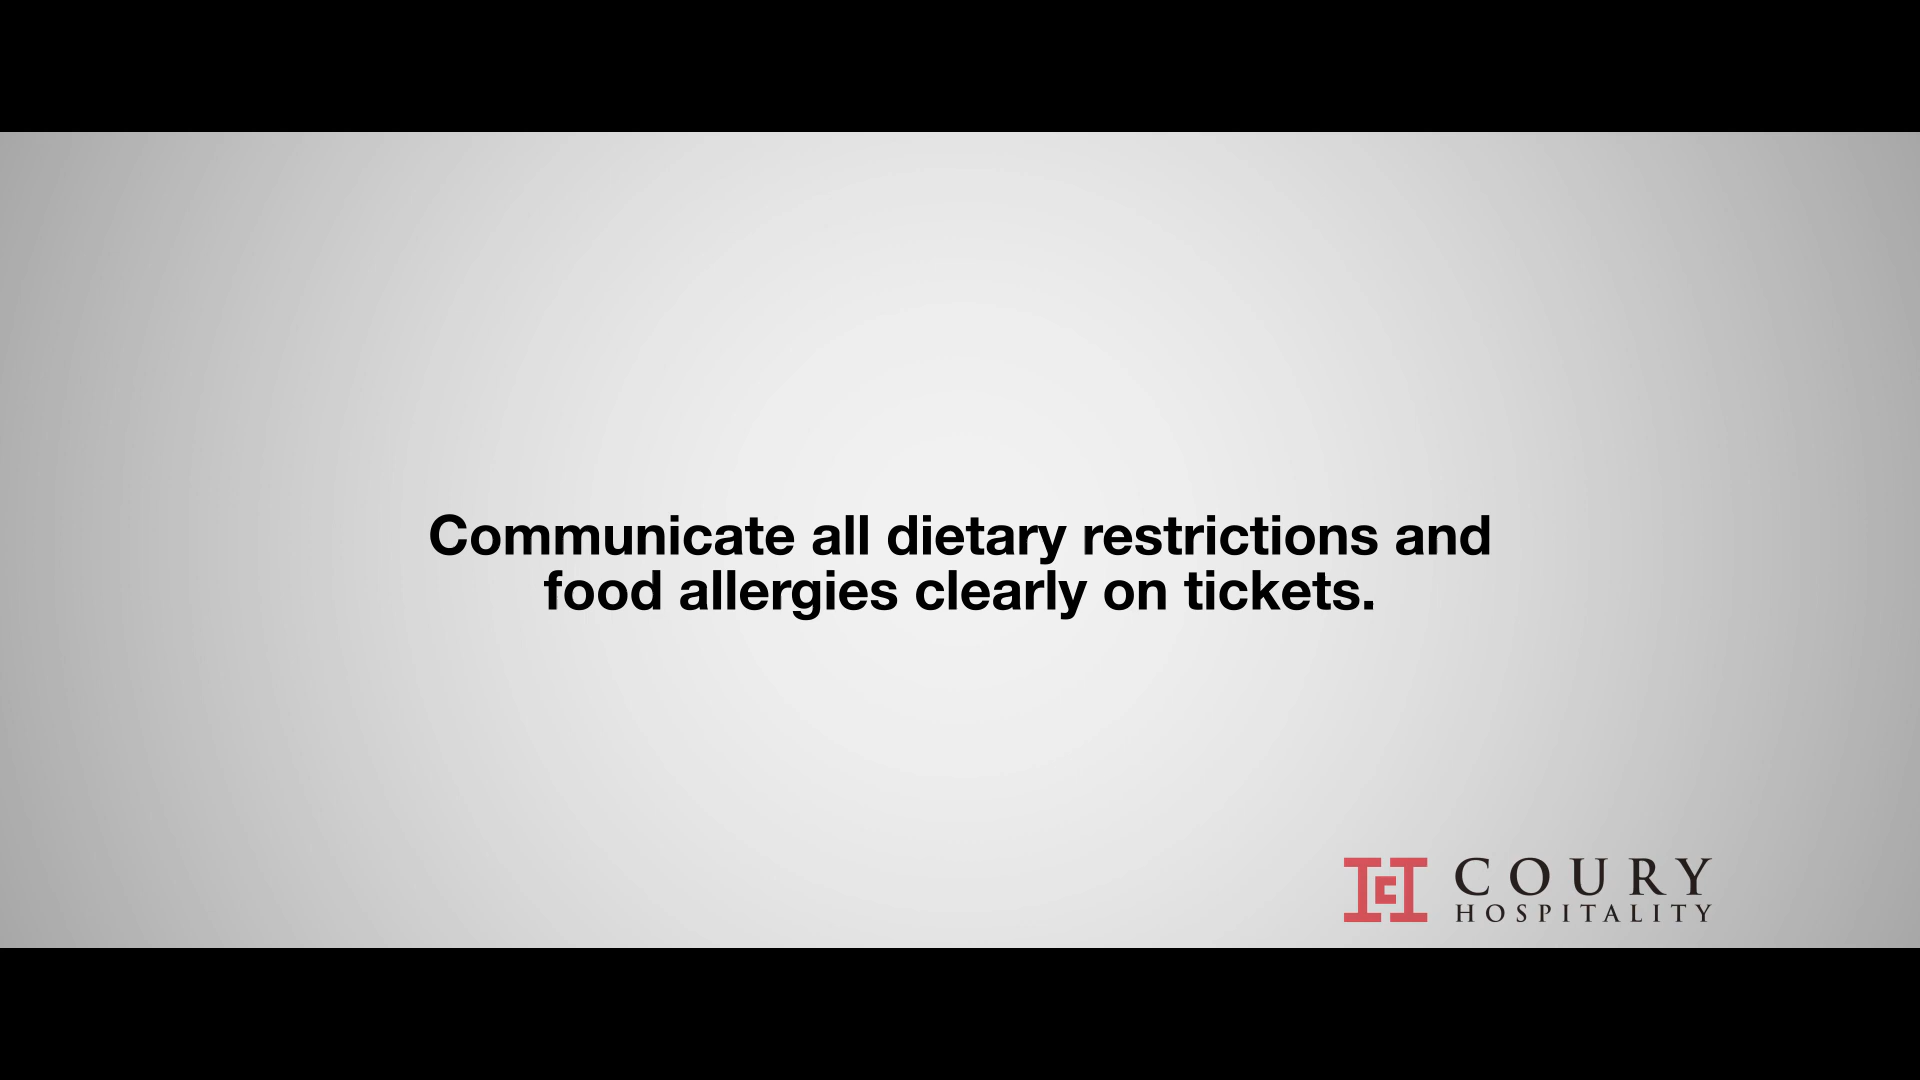 Communicate all dietary restrictions and
food allergies clearly on tickets.
COURY
HOSPITALITY